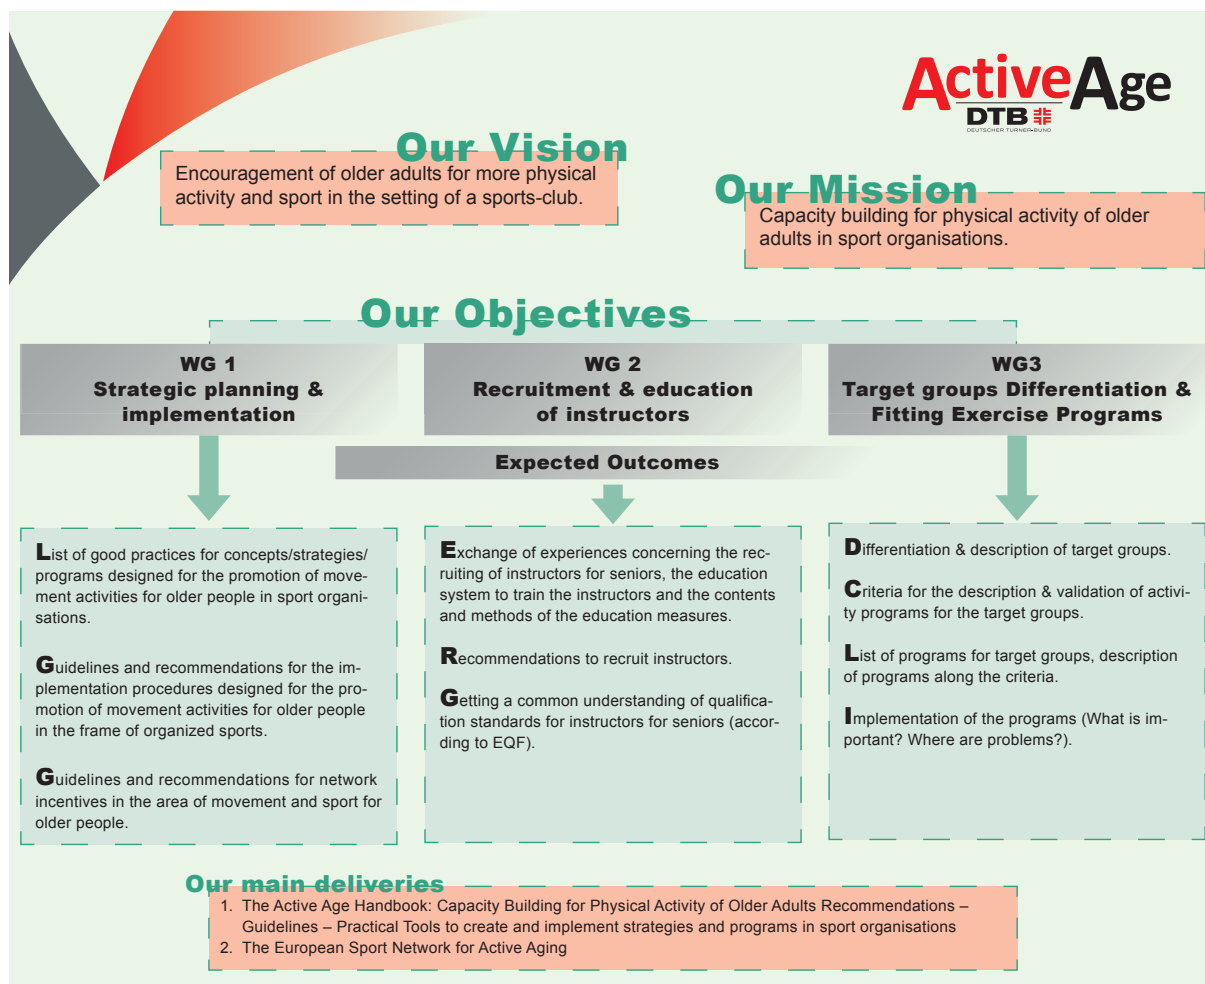 ActiveAge
DTB
DEUTSCHER TURNER-BUND
Our Vision
Encouragement of older adults for more physical
activity and sport in the setting of a sports-club.
Our Mission
Capacity building for physical activity of older
adults in sport organisations.
Our Objectives
WG 1
Strategic planning &
implementation
WG 2
Recruitment & education
of instructors
WG3
Target groups Differentiation &
Fitting Exercise Programs
Expected Outcomes
List of good practices for concepts/strategies/
programs designed for the promotion of move-
ment activities for older people in sport organi-
sations.
Guidelines and recommendations for the im-
plementation procedures designed for the pro-
motion of movement activities for older people
in the frame of organized sports.
Guidelines and recommendations for network
incentives in the area of movement and sport for
older people.
Exchange of experiences concerning the rec-
ruiting of instructors for seniors, the education
system to train the instructors and the contents
and methods of the education measures.
Recommendations to recruit instructors.
Getting a common understanding of qualifica-
tion standards for instructors for seniors (accor-
ding to EQF).
Differentiation & description of target groups.
Criteria for the description & validation of activi-
ty programs for the target groups.
List of programs for target groups, description
of programs along the criteria.
Implementation of the programs (What is im-
portant? Where are problems?).
Our main deliveries
1. The Active Age Handbook: Capacity Building for Physical Activity of Older Adults Recommendations –
Guidelines – Practical Tools to create and implement strategies and programs in sport organisations
2. The European Sport Network for Active Aging